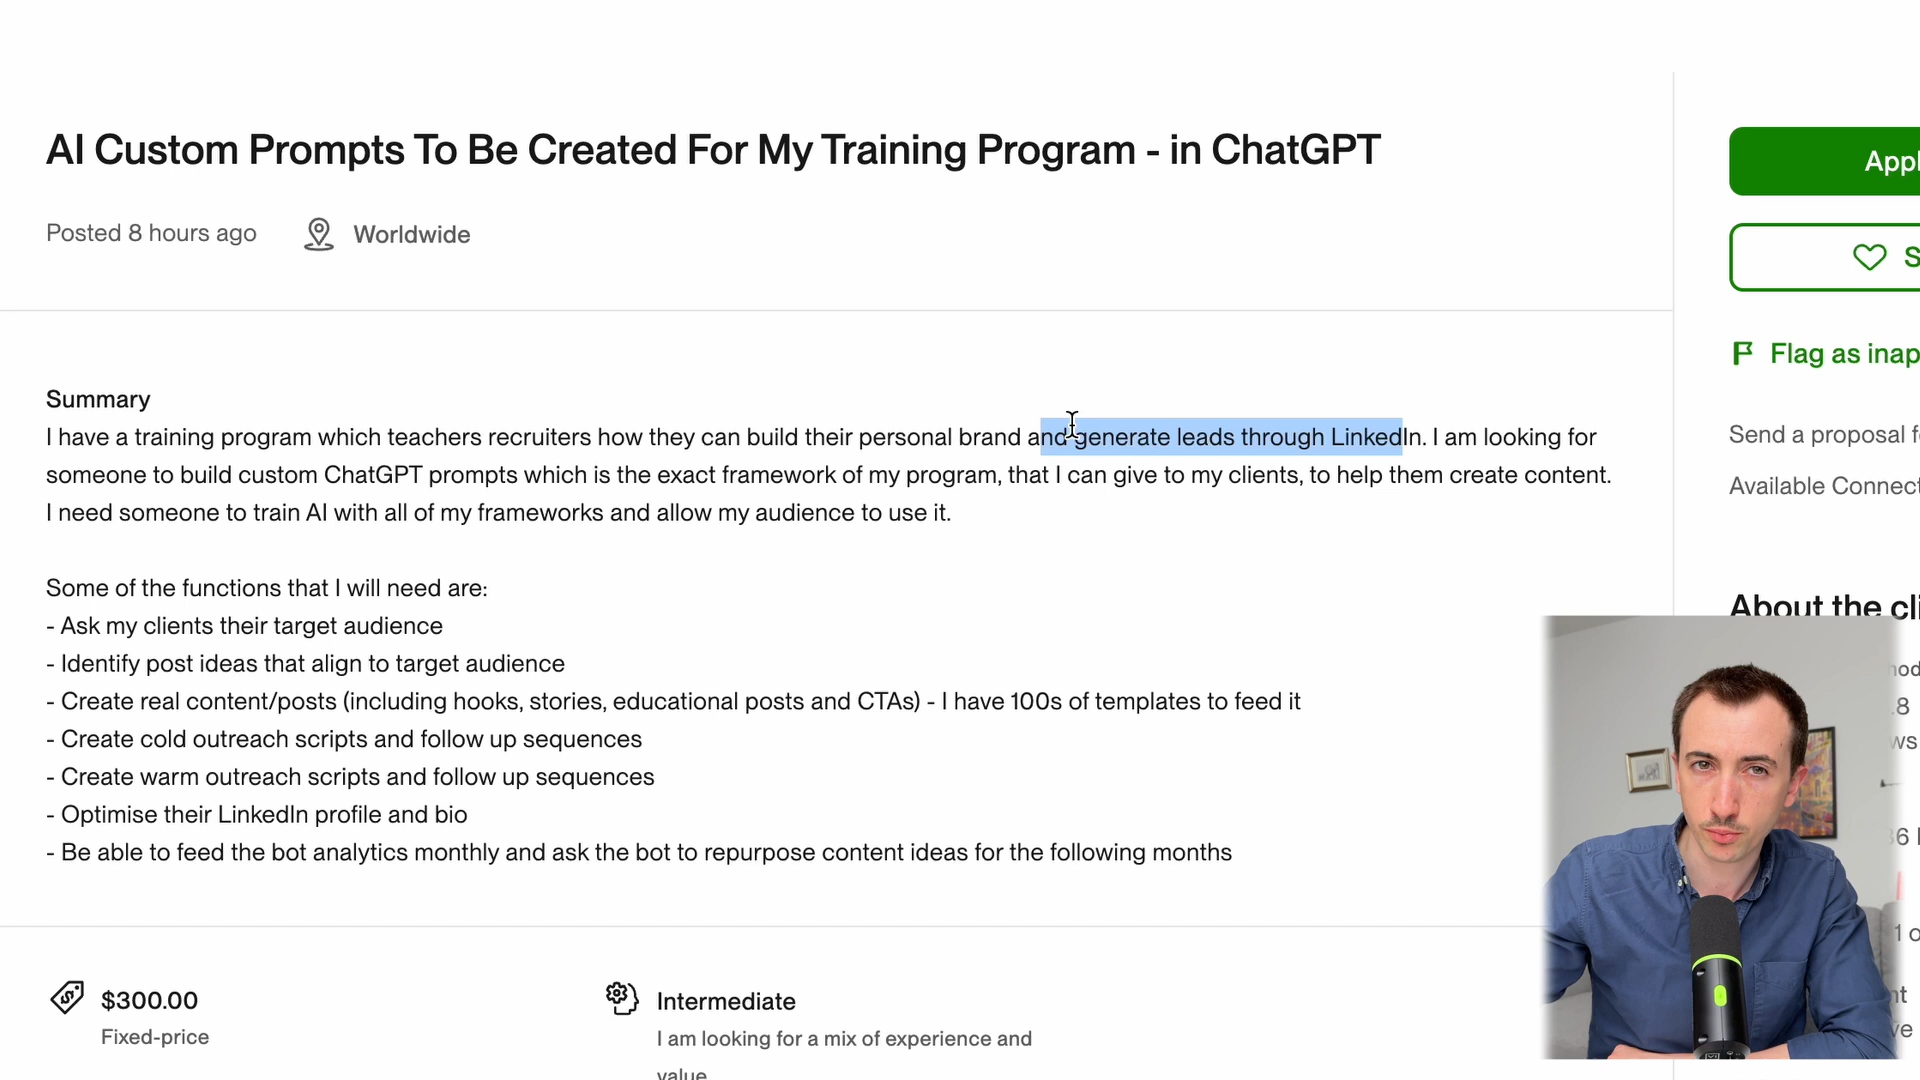 AI Custom Prompts To Be Created For My Training Program - in ChatGPT
Posted 8 hours ago
Worldwide
Summary
I have a training program which teachers recruiters how they can build their personal brand and generate leads through LinkedIn. I am looking for
someone to build custom ChatGPT prompts which is the exact framework of my program, that I can give to my clients, to help them create content.
I need someone to train AI with all of my frameworks and allow my audience to use it.
Some of the functions that I will need are:
- Ask my clients their target audience
- Identify post ideas that align to target audience
- Create real content/posts (including hooks, stories, educational posts and CTAs) - I have 100s of templates to feed it
- Create cold outreach scripts and follow up sequences
- Create warm outreach scripts and follow up sequences
- Optimise their LinkedIn profile and bio
- Be able to feed the bot analytics monthly and ask the bot to repurpose content ideas for the following months
$300.00
Fixed-price
Intermediate
I am looking for a mix of experience and
value
Appl
S
Flag as inap
Send a proposal f
Available Connect
About the cli